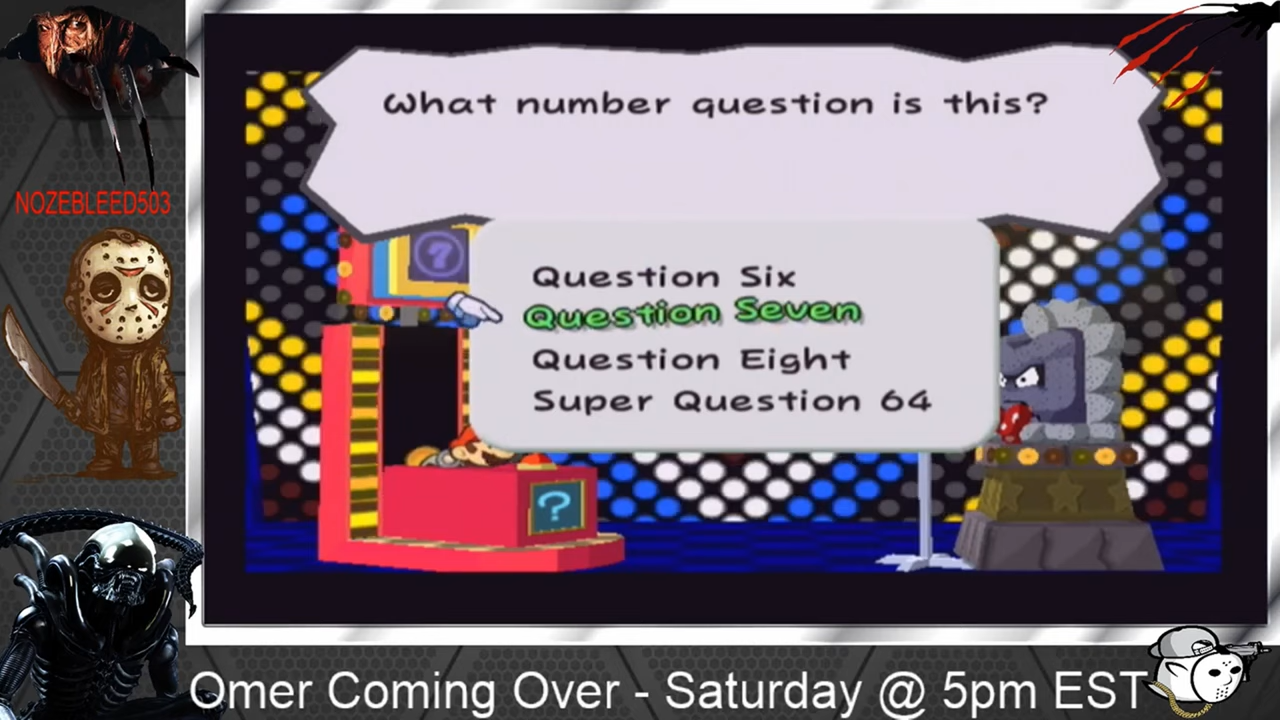 What number question is this?
NOZEBLEED503
?
Question Six
Question Seven
Question Eight
Super Question 64
?
Omer Coming Over - Saturday @ 5pm EST